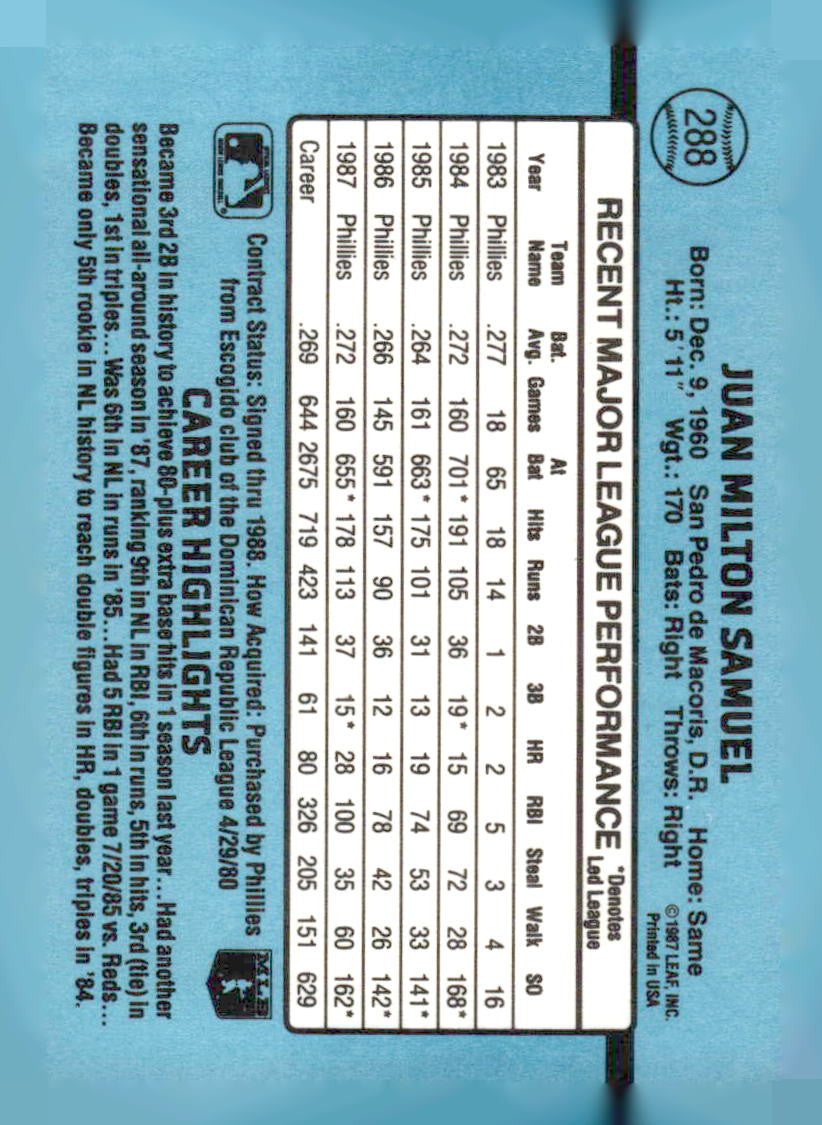 288
JUAN MILTON SAMUEL
Born: Dec. 9, 1960 San Pedro de Macoris, D.R. Home: Same
Ht.: 5'11" Wgt.: 170 Bats: Right Throws: Right
©1987 LEAF, INC.
Printed in USA
RECENT MAJOR LEAGUE PERFORMANCE *Denotes Led League
Year Team Name Bat. Avg. Games At Bat Hits Runs 2B 3B HR RBI Steal Walk SO
1983 Phillies .277 18 65 18 14 1 2 2 5 3 4 16
1984 Phillies .272 160 701* 191 105 36 19* 15 69 72 28 168*
1985 Phillies .264 161 663* 175 101 31 13 19 74 53 33 141*
1986 Phillies .266 145 591 157 90 36 12 16 78 42 26 142*
1987 Phillies .272 160 655* 178 113 37 15* 28 100 35 60 162*
Career .269 644 2675 719 423 141 61 80 326 205 151 629
Contract Status: Signed thru 1988. How Acquired: Purchased by Phillies
from Escogido club of the Dominican Republic League 4/29/80
MLB
CAREER HIGHLIGHTS
Became 3rd 2B in history to achieve 80-plus extra base hits in 1 season last year...Had another
sensational all-around season in '87, ranking 9th in NL in RBI, 6th in runs, 5th in hits, 3rd (tie) in
doubles, 1st in triples...Was 6th in NL in runs in '85...Had 5 RBI in 1 game 7/20/85 vs. Reds...
Became only 5th rookie in NL history to reach double figures in HR, doubles, triples in '84.